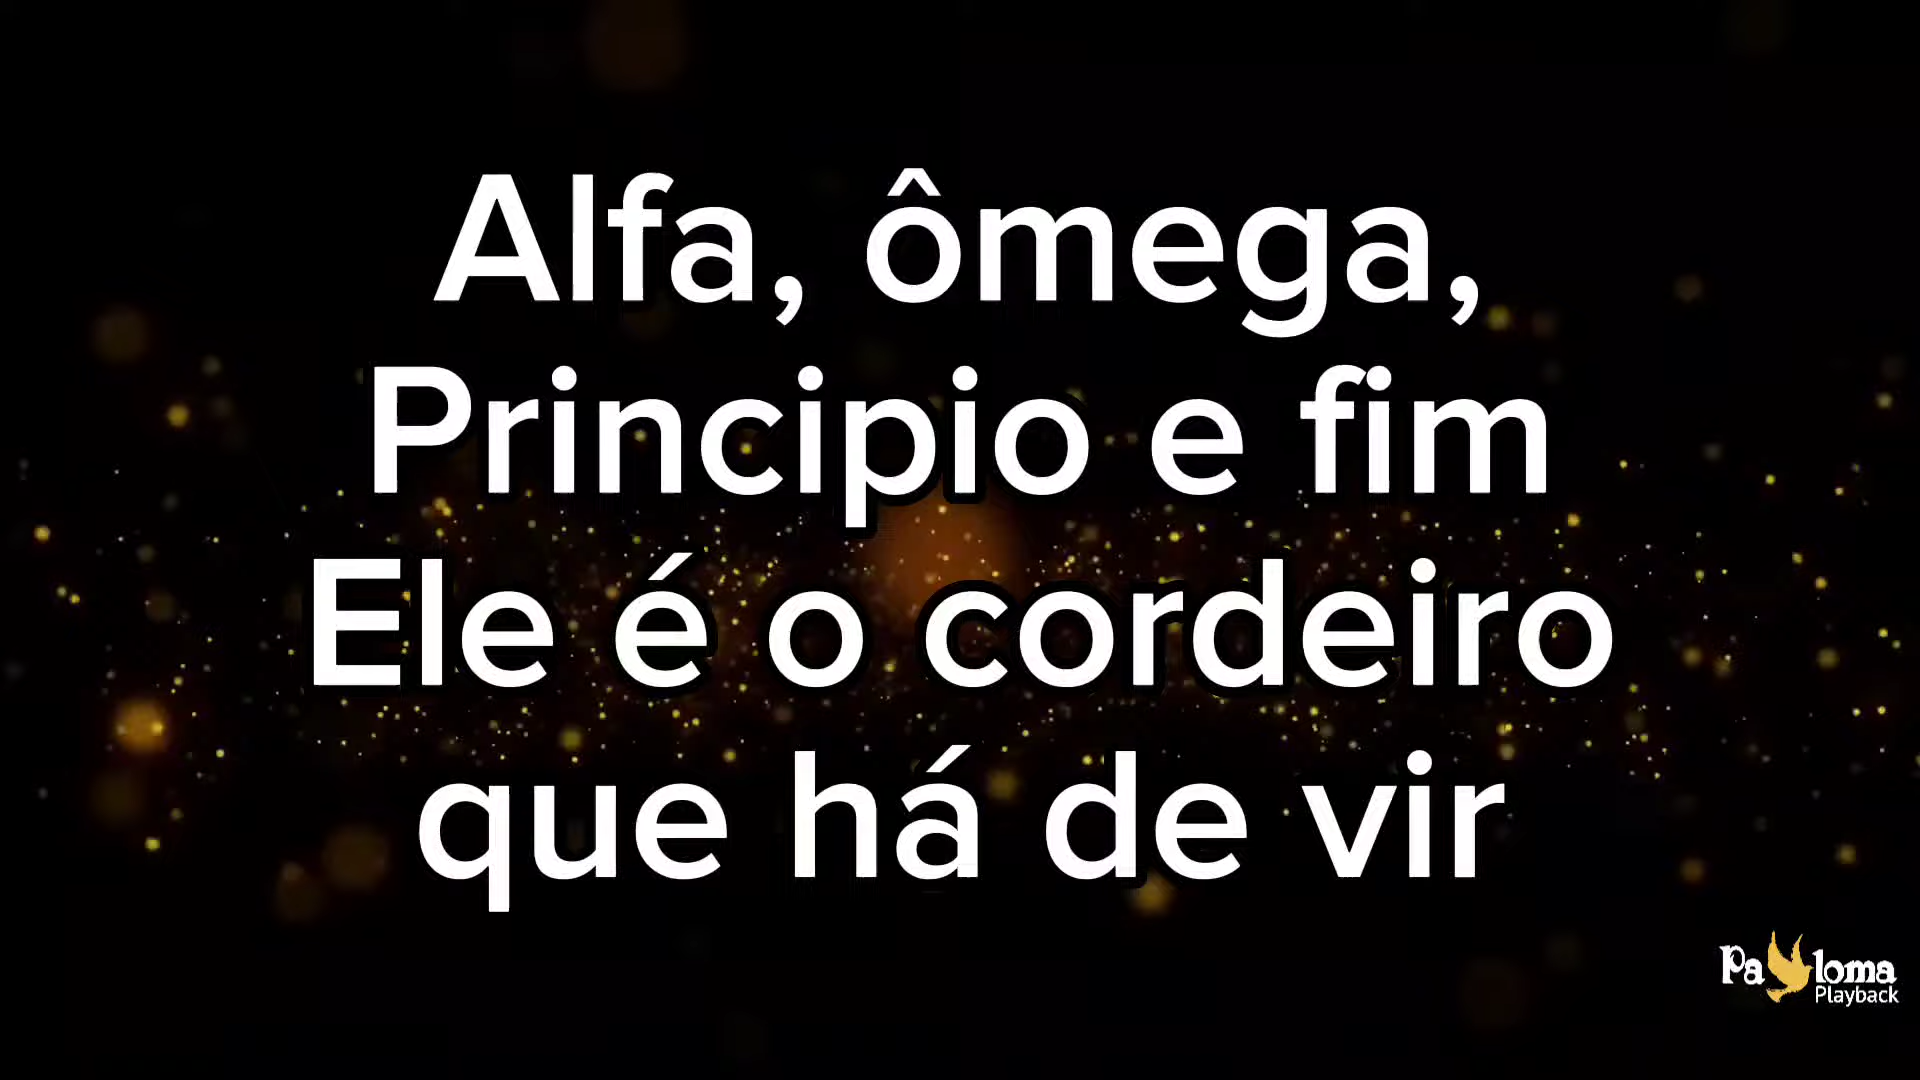 Alfa, ômega,
Principio e fim
Ele é o cordeiro
que há de vir
Paloma
Playback